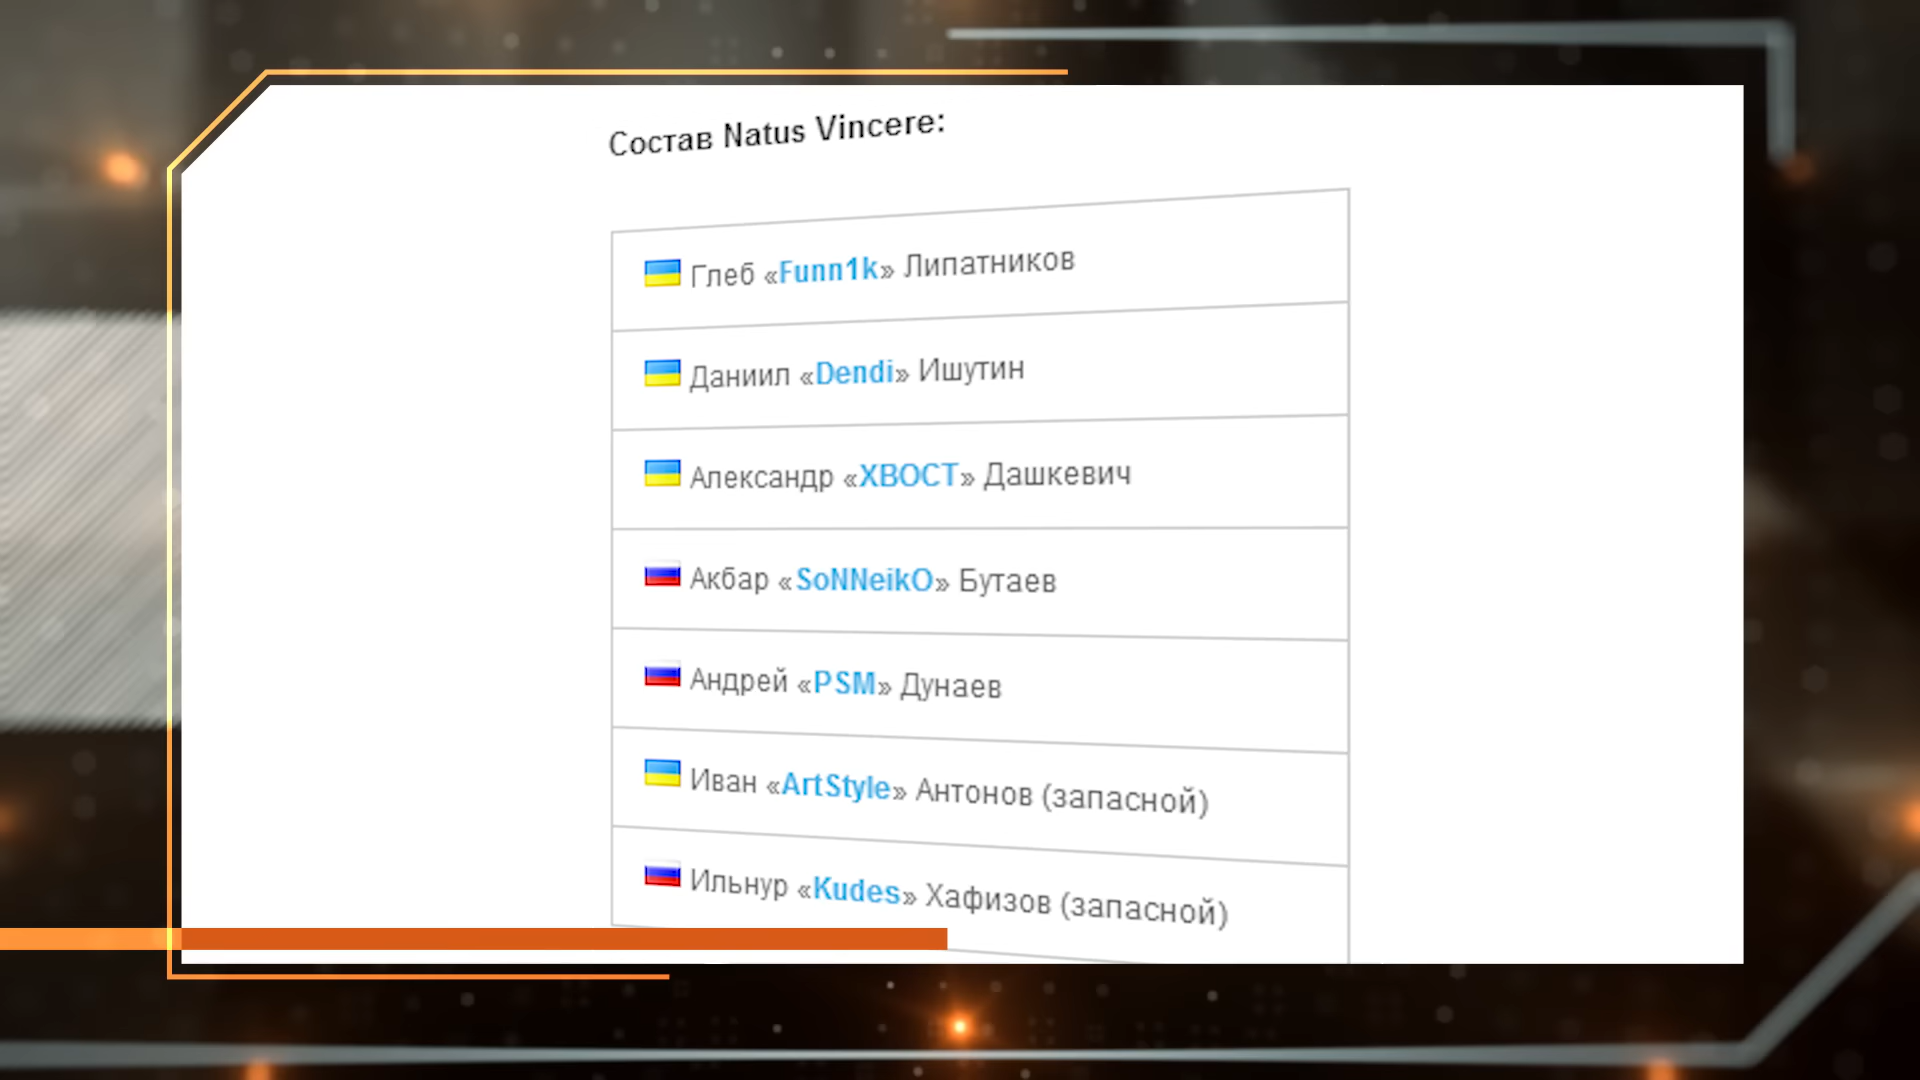 Состав Natus Vincere:
Глеб «Funn1k» Липатников
Даниил «Dendi» Ишутин
Александр «XBOCT» Дашкевич
Акбар «SoNNeikO» Бутаев
Андрей «PSM» Дунаев
Иван «ArtStyle» Антонов (запасной)
Ильнур «Kudes» Хафизов (запасной)